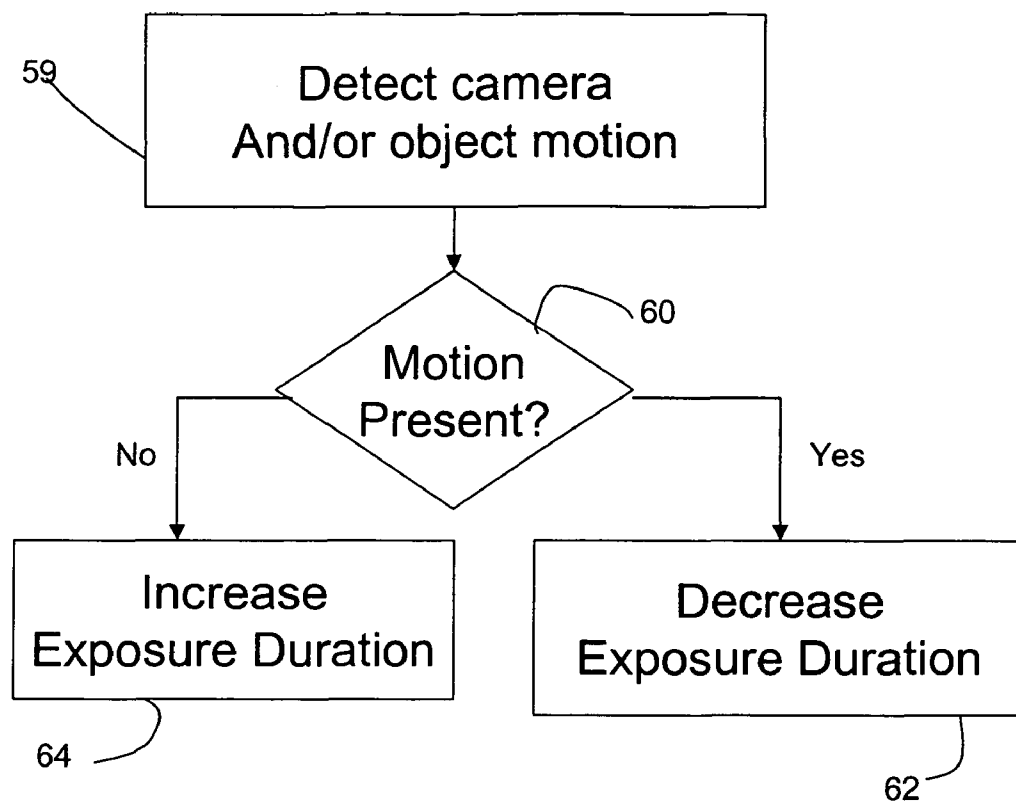 59
Detect camera
And/or object motion
60
Motion
Present?
No
Yes
Increase
Exposure Duration
Decrease
Exposure Duration
64
62